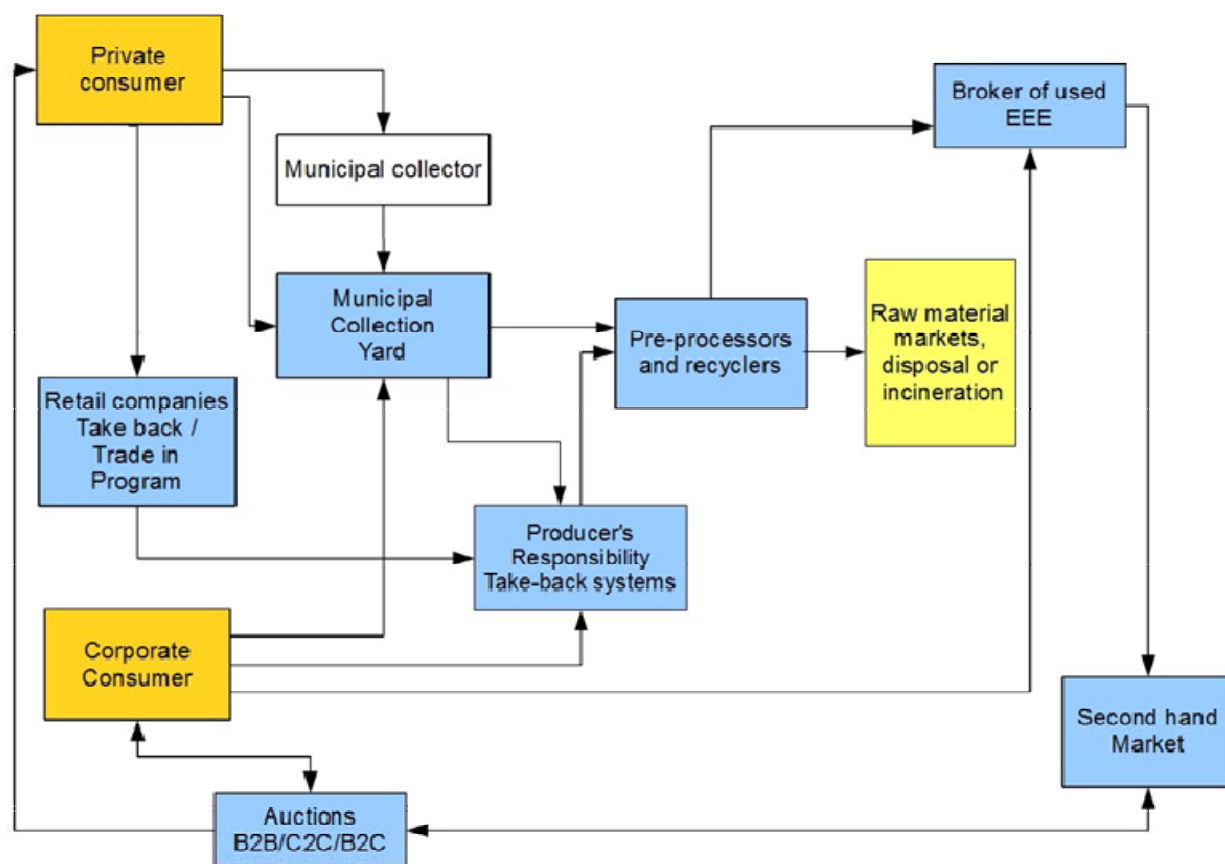 Private
consumer
Broker of used
EEE
Municipal collector
Municipal
Collection
Yard
Pre-processors
and recyclers
Raw material
markets,
disposal or
incineration
Retail companies
Take back /
Trade in
Program
Producer's
Responsibility
Take-back systems
Corporate
Consumer
Second hand
Market
Auctions
B2B/C2C/B2C